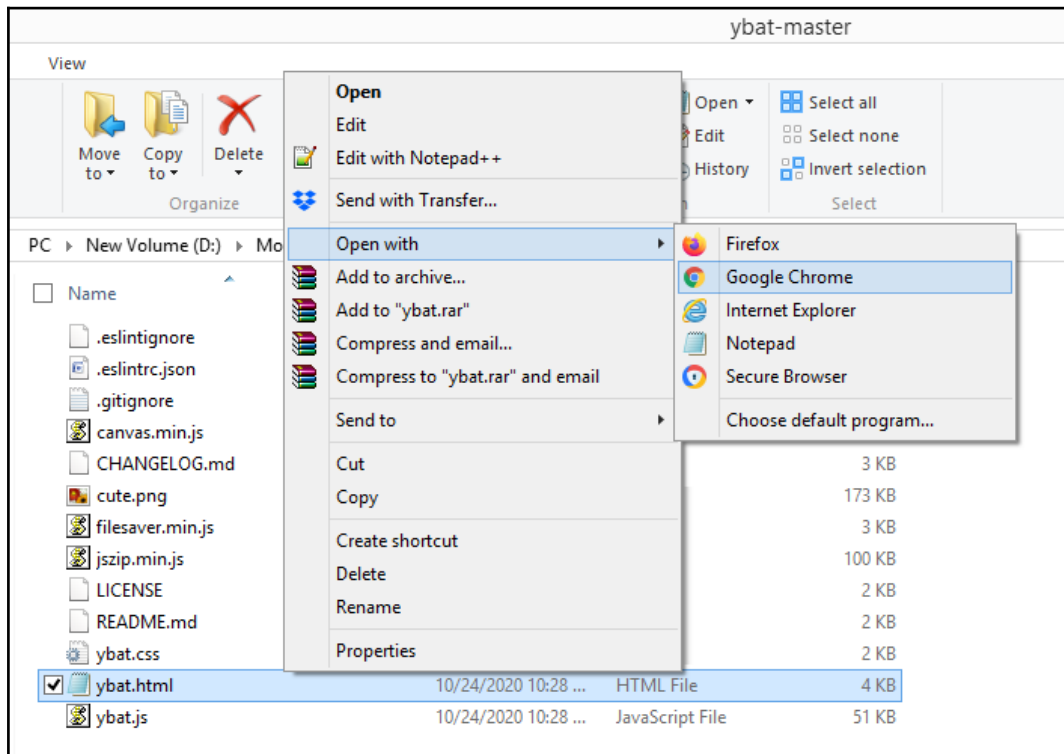 ybat-master
View
Open
Edit
Edit with Notepad++
Send with Transfer...
Open with
Add to archive...
Add to "ybat.rar"
Compress and email...
Compress to "ybat.rar" and email
Send to
Cut
Copy
Create shortcut
Delete
Rename
Properties
Move to
Copy to
Delete
Organize
Open
Edit
History
Select all
Select none
Invert selection
Select
PC New Volume (D:) Mo
Firefox
Google Chrome
Internet Explorer
Notepad
Secure Browser
Choose default program...
Name
.eslintignore
.eslintrc.json
.gitignore
canvas.min.js
CHANGELOG.md 3 KB
cute.png 173 KB
filesaver.min.js 3 KB
jszip.min.js 100 KB
LICENSE 2 KB
README.md 2 KB
ybat.css 2 KB
ybat.html 10/24/2020 10:28 ... HTML File 4 KB
ybat.js 10/24/2020 10:28 ... JavaScript File 51 KB